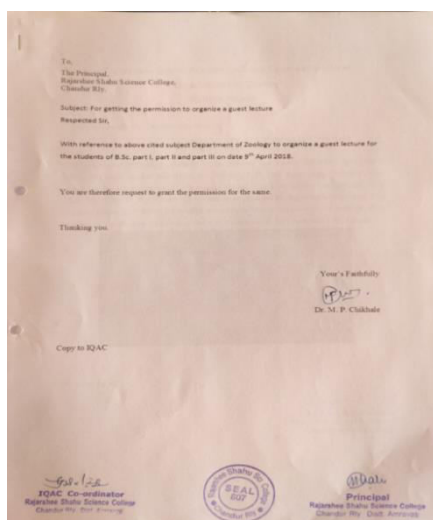 To,
The Principal,
Rajarshee Shahu Science College,
Chandur Rly.
Subject: For getting the permission to organize a guest lecture
Respected Sir,
With reference to above cited subject Department of Zoology to organize a guest lecture for
the students of B.Sc. part I, part II and part III on date 9th April 2018.
You are therefore request to grant the permission for the same.
Thanking you
Your's Faithfully
Dr. M. P. Chikhale
Copy to IQAC
IQAC Co-ordinator
Rajarshee Shahu Science College
Chandur Rly. Dist. Amravati
SEAL
Principal
Rajarshee Shahu Science College
Chandur Rly. Distt. Amravati